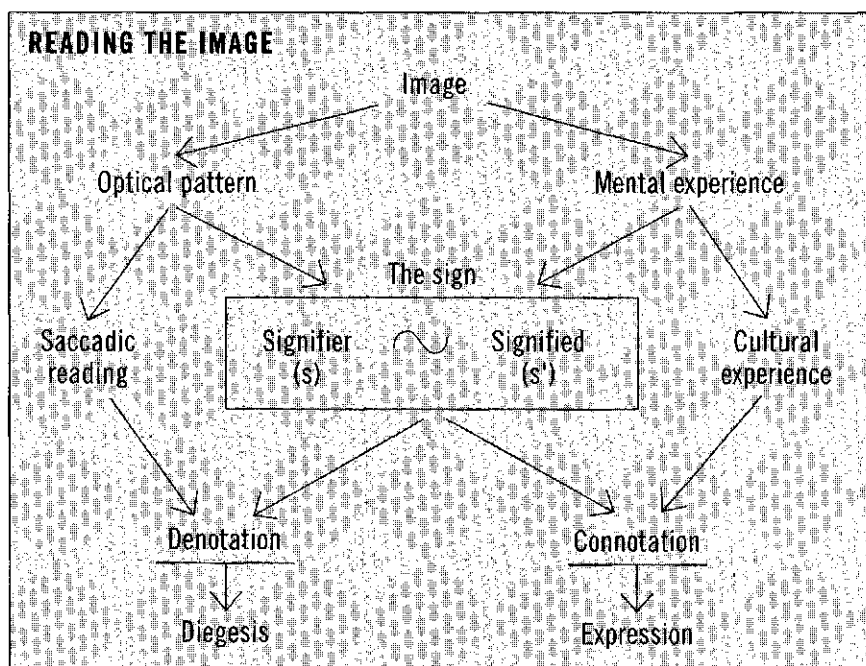 READING THE IMAGE
Image
Optical pattern
Mental experience
The sign
Saccadic
reading
Signifier
(s)
Signified
(s')
Cultural
experience
Denotation
Connotation
Diegesis
Expression